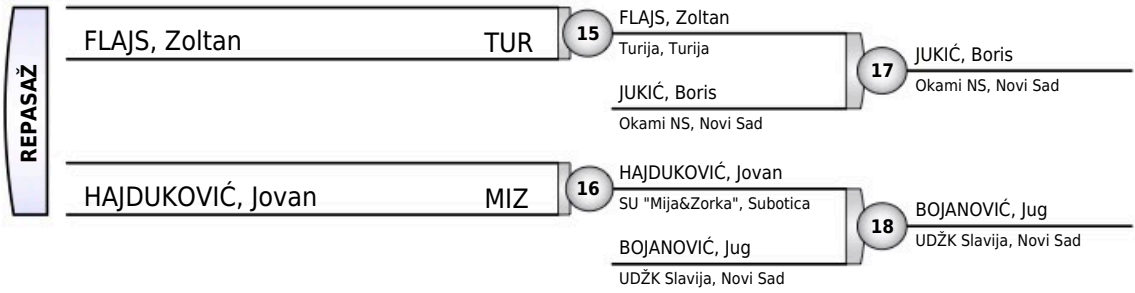 REPASAŽ
FLAJS, Zoltan TUR
15
FLAJS, Zoltan
Turija, Turija
JUKIĆ, Boris
Okami NS, Novi Sad
17
JUKIĆ, Boris
Okami NS, Novi Sad
HAJDUKOVIĆ, Jovan MIZ
16
HAJDUKOVIĆ, Jovan
SU "Mija&Zorka", Subotica
BOJANOVIĆ, Jug
UDŽK Slavija, Novi Sad
18
BOJANOVIĆ, Jug
UDŽK Slavija, Novi Sad